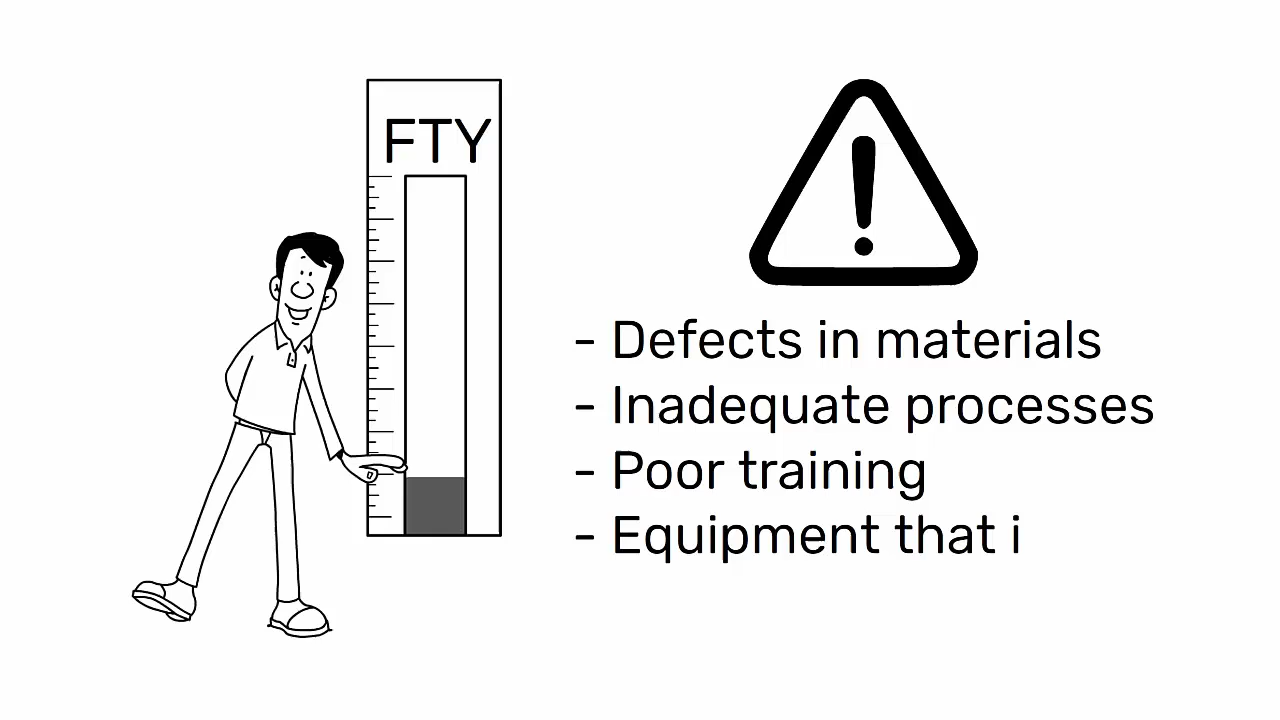 FTY
- Defects in materials
- Inadequate processes
- Poor training
- Equipment that i